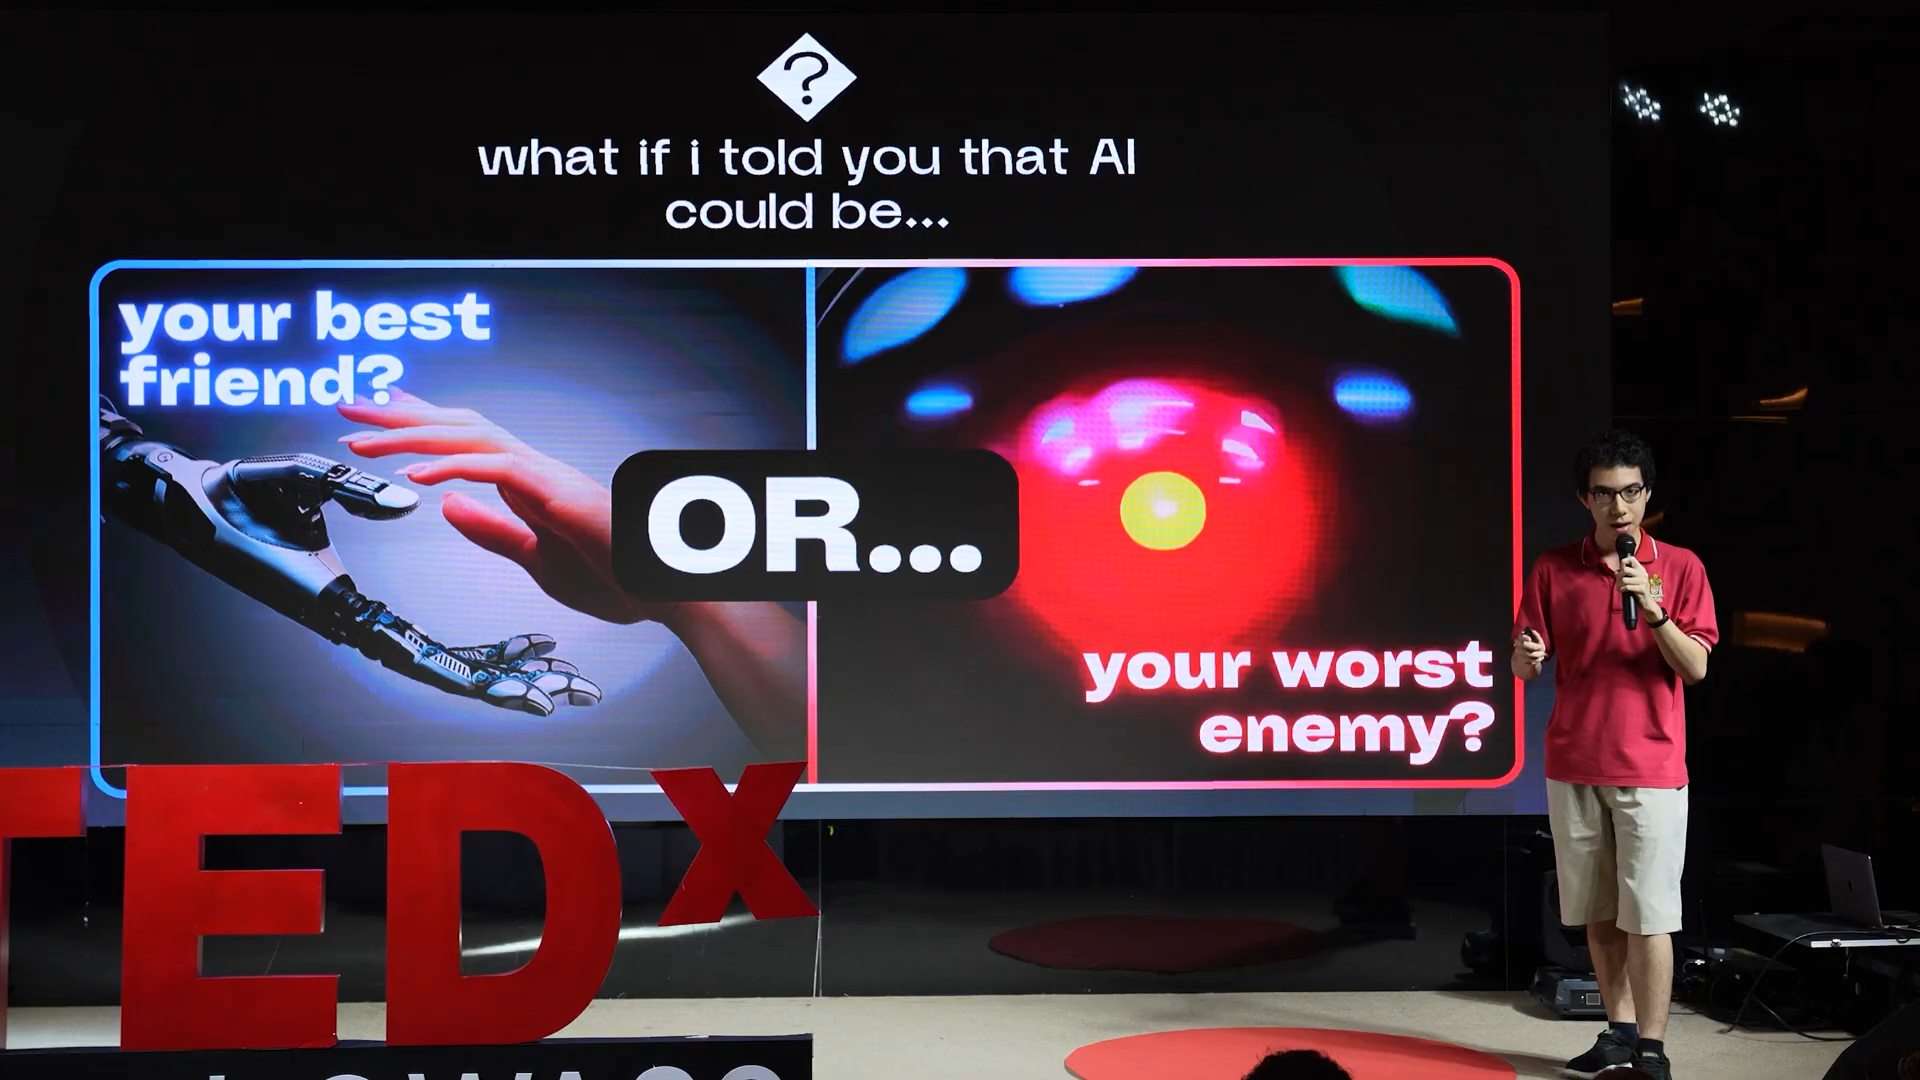 ?
what if i told you that AI
could be...
your best
friend?
OR...
your worst
enemy?
TEDx